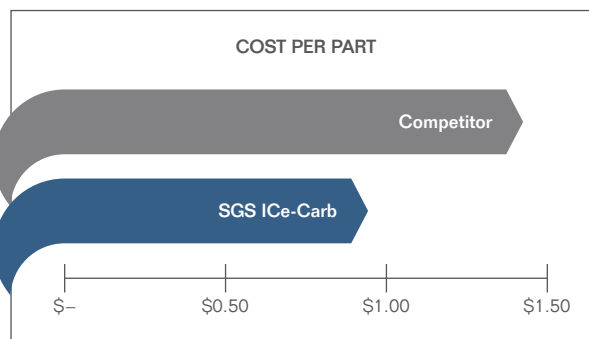 COST PER PART
Competitor
SGS ICe-Carb
$– $0.50 $1.00 $1.50